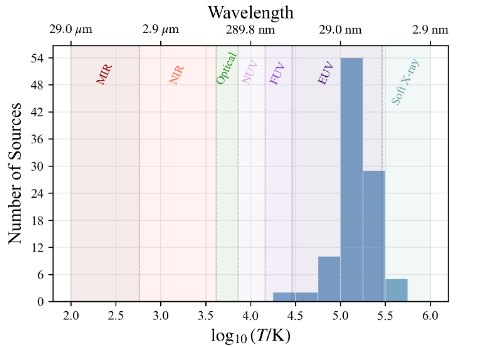 Wavelength
29.0 μm 2.9 μm 289.8 nm 29.0 nm 2.9 nm
MIR NIR Optical NUV FUV EUV Soft X-ray
Number of Sources
54
48
42
36
30
24
18
12
6
0
2.0 2.5 3.0 3.5 4.0 4.5 5.0 5.5 6.0
log₁₀ (T/K)